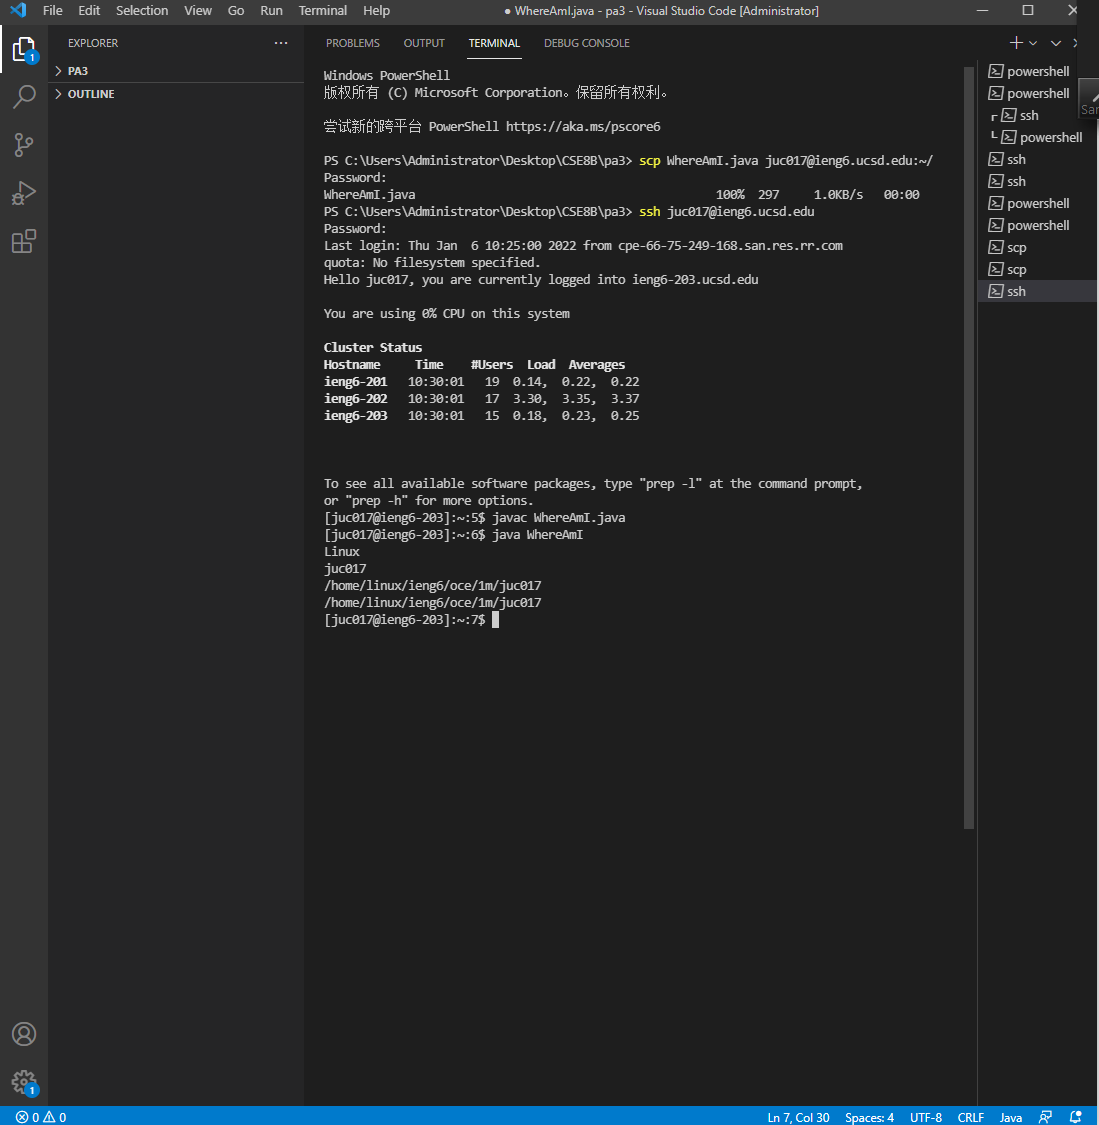 File Edit Selection View Go Run Terminal Help
● WhereAmI.java - pa3 - Visual Studio Code [Administrator]
EXPLORER
PROBLEMS OUTPUT TERMINAL DEBUG CONSOLE
1
PA3
OUTLINE
Windows PowerShell
版权所有 (C) Microsoft Corporation。保留所有权利。
尝试新的跨平台 PowerShell https://aka.ms/pscore6
PS C:\Users\Administrator\Desktop\CSE8B\pa3> scp WhereAmI.java juc017@ieng6.ucsd.edu:~/
Password:
WhereAmI.java 100% 297 1.0KB/s 00:00
PS C:\Users\Administrator\Desktop\CSE8B\pa3> ssh juc017@ieng6.ucsd.edu
Password:
Last login: Thu Jan  6 10:25:00 2022 from cpe-66-75-249-168.san.res.rr.com
quota: No filesystem specified.
Hello juc017, you are currently logged into ieng6-203.ucsd.edu
You are using 0% CPU on this system
Cluster Status
Hostname Time #Users Load Averages
ieng6-201 10:30:01 19 0.14, 0.22, 0.22
ieng6-202 10:30:01 17 3.30, 3.35, 3.37
ieng6-203 10:30:01 15 0.18, 0.23, 0.25
To see all available software packages, type "prep -l" at the command prompt,
or "prep -h" for more options.
[juc017@ieng6-203]:~:5$ javac WhereAmI.java
[juc017@ieng6-203]:~:6$ java WhereAmI
Linux
juc017
/home/linux/ieng6/oce/1m/juc017
/home/linux/ieng6/oce/1m/juc017
[juc017@ieng6-203]:~:7$
powershell
powershell
ssh
powershell
ssh
ssh
powershell
powershell
scp
scp
ssh
1
0 0
Ln 7, Col 30 Spaces: 4 UTF-8 CRLF Java